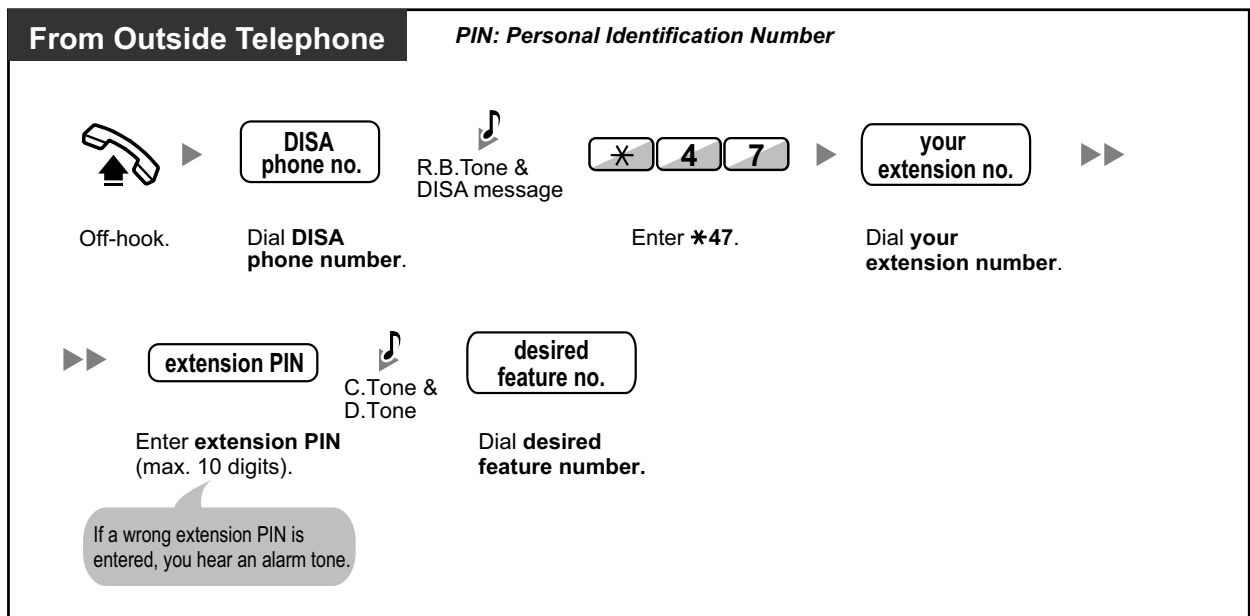 From Outside Telephone
PIN: Personal Identification Number
DISA
phone no.
R.B.Tone &
DISA message
* 4 7
your
extension no.
Off-hook.
Dial DISA
phone number.
Enter *47.
Dial your
extension number.
extension PIN
C.Tone &
D.Tone
desired
feature no.
Enter extension PIN
(max. 10 digits).
Dial desired
feature number.
If a wrong extension PIN is
entered, you hear an alarm tone.